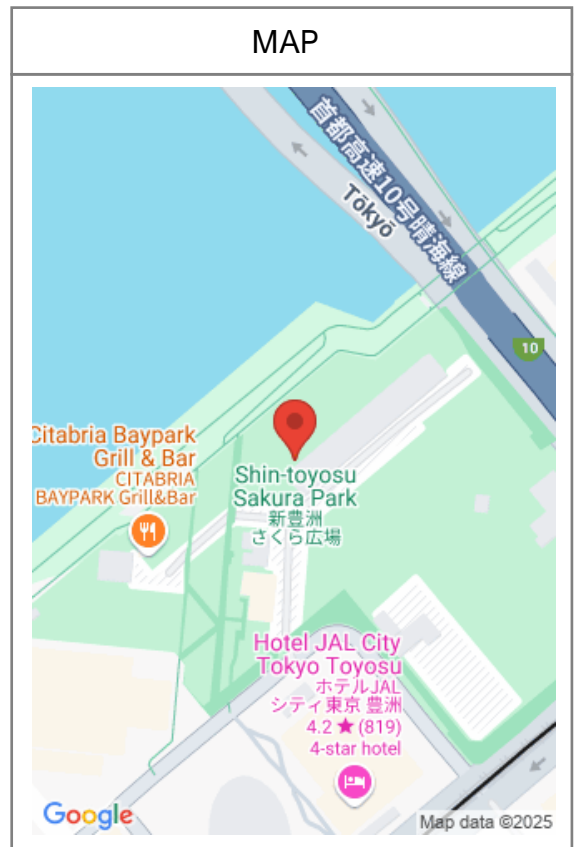 MAP
首都高速10号晴海線
Tōkyō
10
Citabria Baypark
Grill & Bar
CITABRIA
BAYPARK Grill&Bar
Shin-toyosu
Sakura Park
新豊洲
さくら広場
Hotel JAL City
Tokyo Toyosu
ホテルJAL
シティ東京 豊洲
4.2 ★ (819)
4-star hotel
Google
Map data ©2025